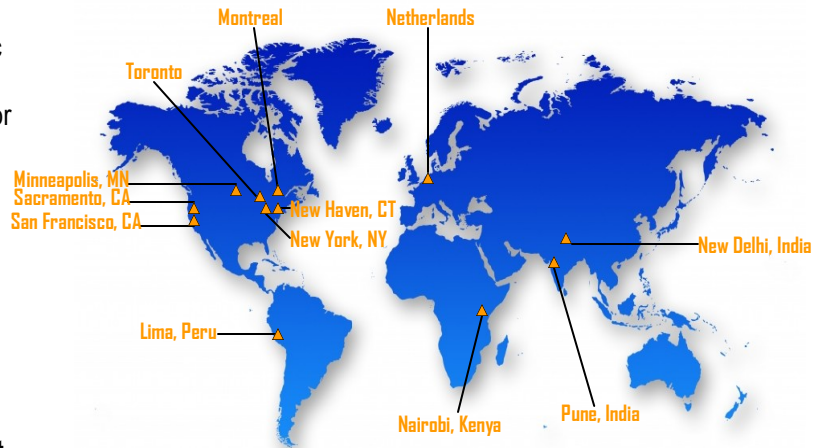 Montreal
Netherlands
Toronto
or
Minneapolis, MN
Sacramento, CA
San Francisco, CA
New Haven, CT
New York, NY
New Delhi, India
Lima, Peru
Nairobi, Kenya
Pune, India